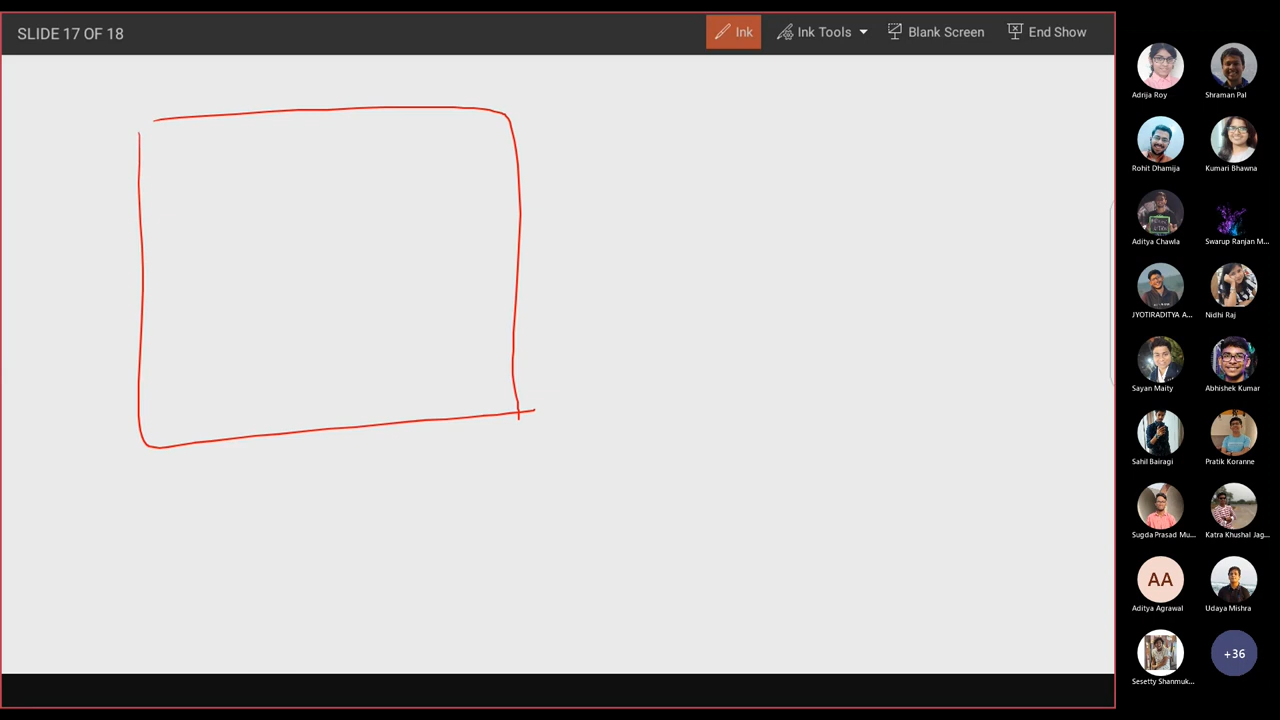 SLIDE 17 OF 18
Ink
Ink Tools
Blank Screen
End Show
Adrija Roy
Shraman Pal
Rohit Dhamija
Kumari Bhawna
Aditya Chawla
Swarup Ranjan M...
JYOTIRADITYA A...
Nidhi Raj
Sayan Maity
Abhishek Kumar
Sahil Bairagi
Pratik Koranne
Sugda Prasad Mu...
Katra Khushal Jag...
AA
Aditya Agrawal
Udaya Mishra
Sesetty Shanmuk...
+36